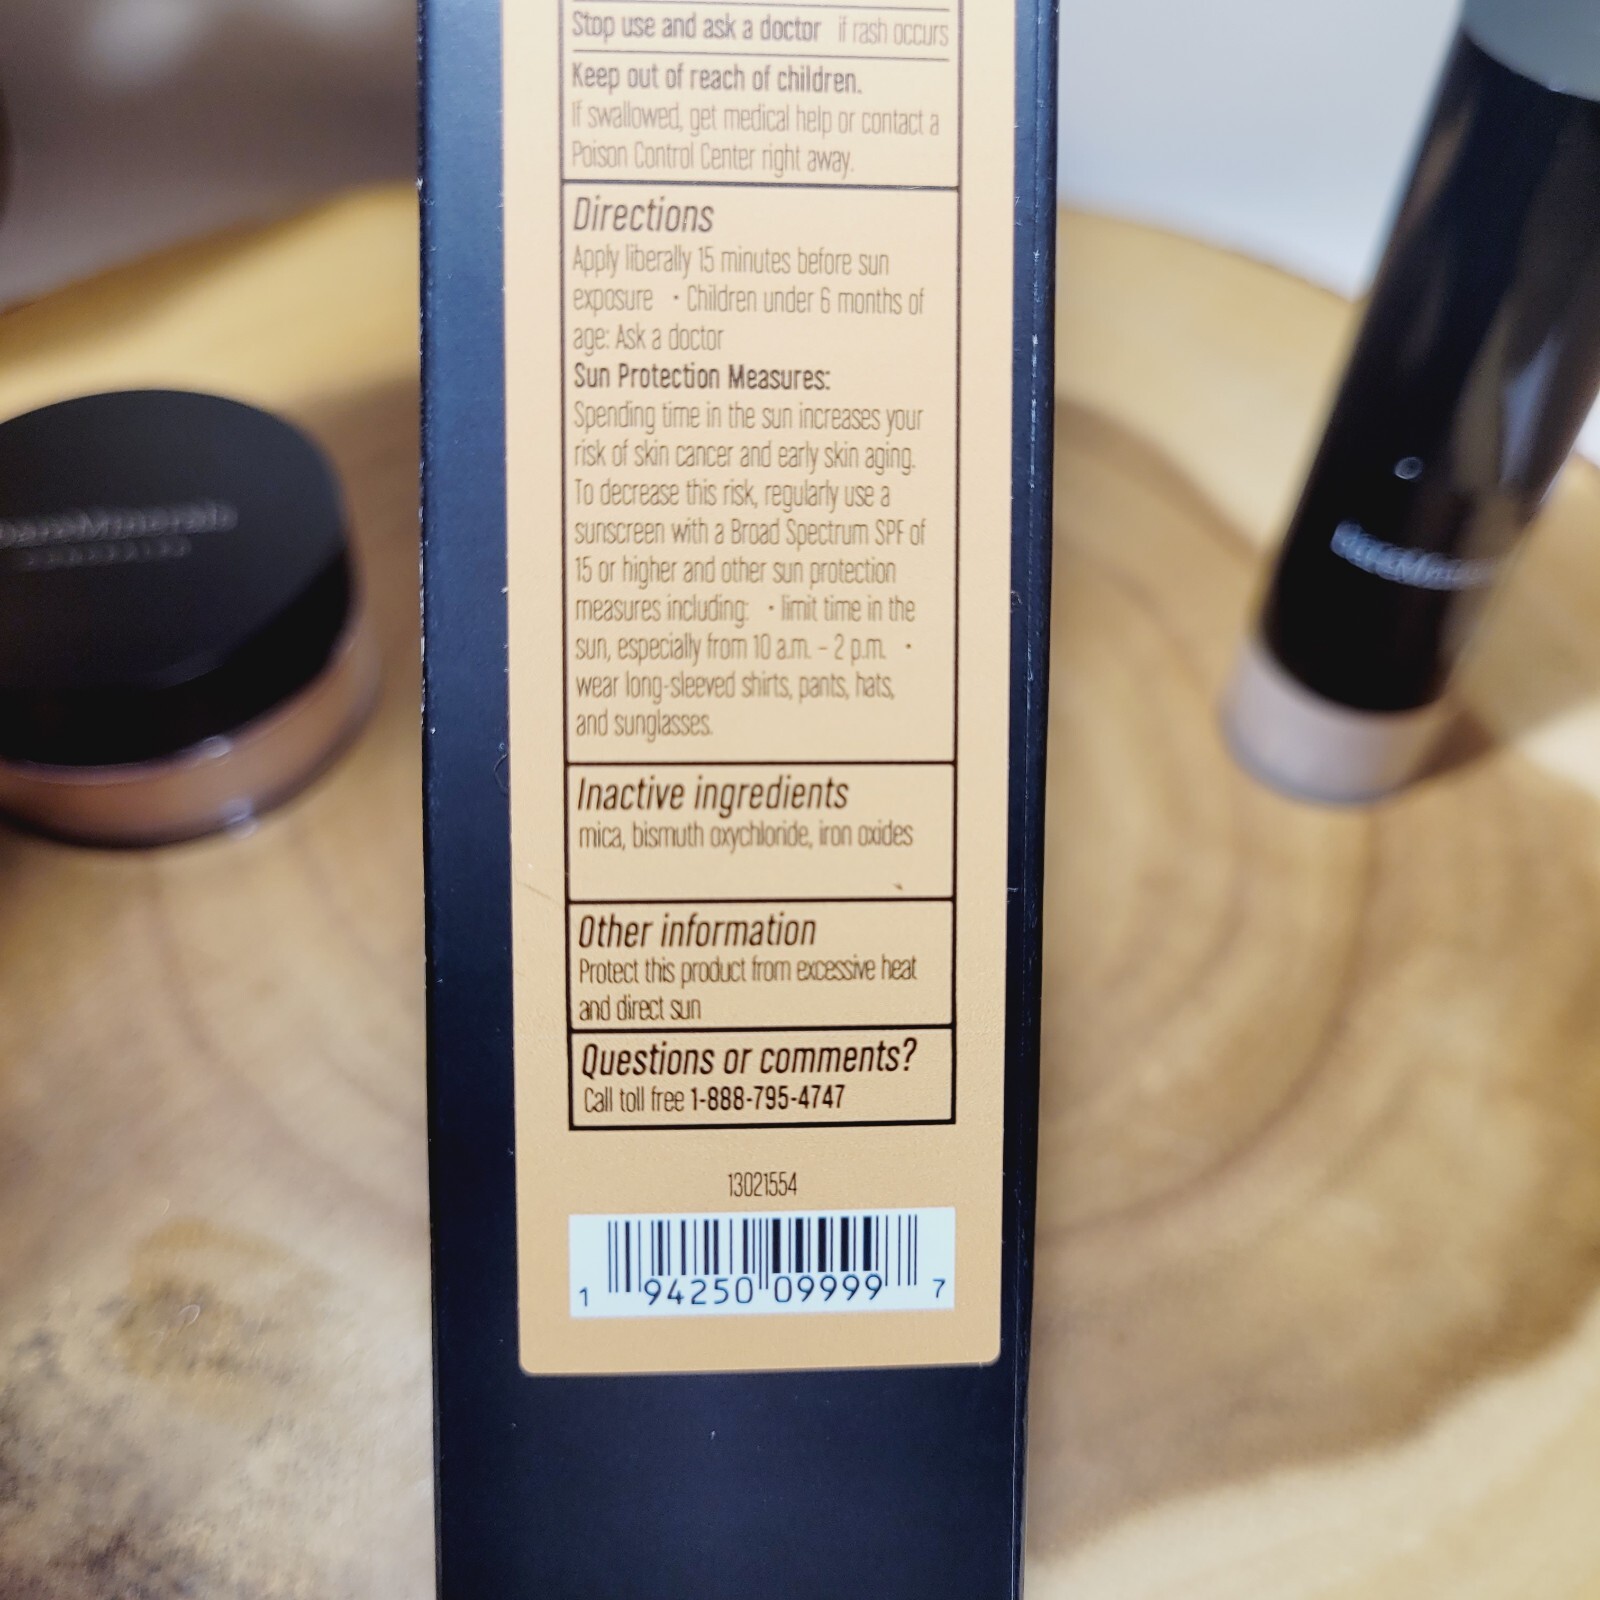 Stop use and ask a doctor if rash occurs
Keep out of reach of children.
If swallowed, get medical help or contact a
Poison Control Center right away.
Directions
Apply liberally 15 minutes before sun
exposure • Children under 6 months of
age: Ask a doctor
Sun Protection Measures:
Spending time in the sun increases your
risk of skin cancer and early skin aging.
To decrease this risk, regularly use a
sunscreen with a Broad Spectrum SPF of
15 or higher and other sun protection
measures including: • limit time in the
sun, especially from 10 a.m. – 2 p.m. •
wear long-sleeved shirts, pants, hats,
and sunglasses.
Inactive ingredients
mica, bismuth oxychloride, iron oxides
Other information
Protect this product from excessive heat
and direct sun
Questions or comments?
Call toll free 1-888-795-4747
13021554
1 94250 09999 7
bareMinerals
bareMinerals